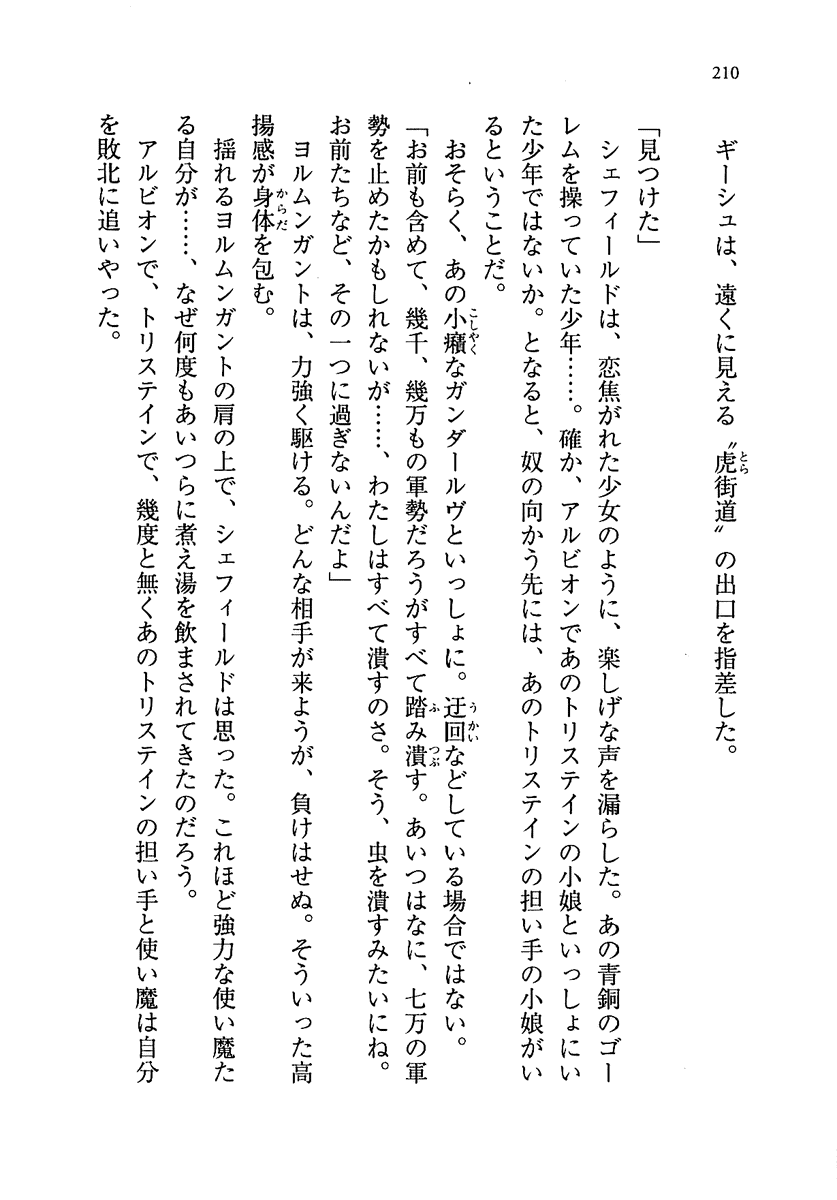 210
ギーシュは、遠くに見える〝虎街道〟の出口を指差した。
「見つけた」
シェフィールドは、恋焦がれた少女のように、楽しげな声を漏らした。あの青銅のゴー
レムを操っていた少年……。確か、アルビオンであのトリステインの小娘といっしょにい
た少年ではないか。となると、奴の向かう先には、あのトリステインの担い手の小娘がい
るということだ。
おそらく、あの小癪なガンダールヴといっしょに。迂回などしている場合ではない。
「お前も含めて、幾千、幾万もの軍勢だろうがすべて踏み潰す。あいつはなに、七万の軍
勢を止めたかもしれないが……、わたしはすべて潰すのさ。そう、虫を潰すみたいにね。
お前たちなど、その一つに過ぎないんだよ」
ヨルムンガントは、力強く駆ける。どんな相手が来ようが、負けはせぬ。そういった高
揚感が身体を包む。
揺れるヨルムンガントの肩の上で、シェフィールドは思った。これほど強力な使い魔た
る自分が……、なぜ何度もあいつらに煮え湯を飲まされてきたのだろう。
アルビオンで、トリステインで、幾度と無くあのトリステインの担い手と使い魔は自分
を敗北に追いやった。